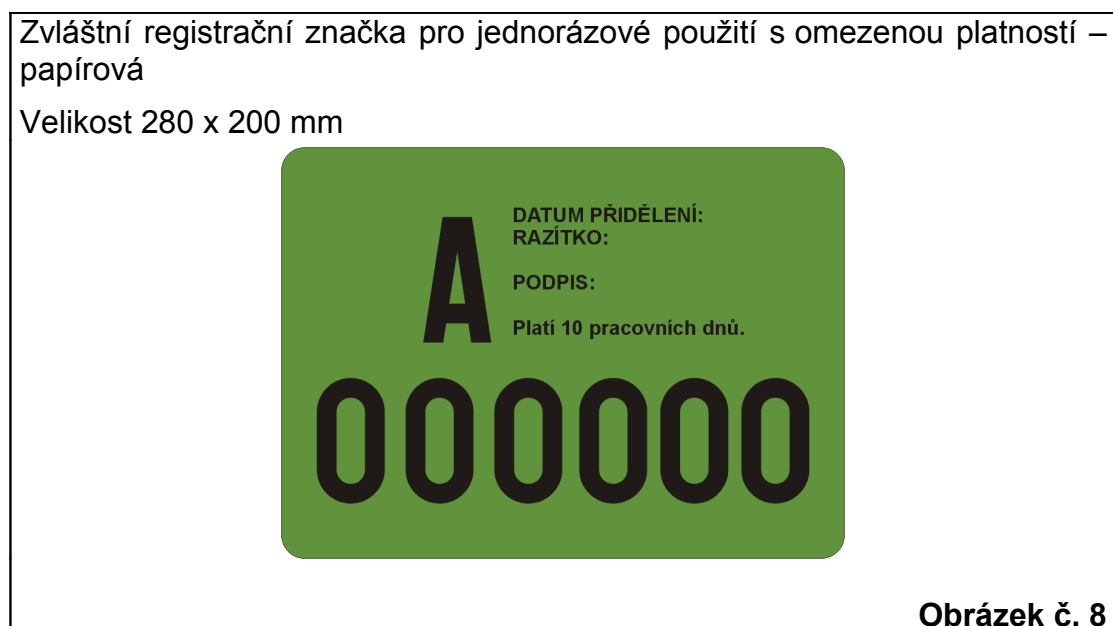 Zvláštní registrační značka pro jednorázové použití s omezenou platností –
papírová
Velikost 280 x 200 mm
A
DATUM PŘIDĚLENÍ:
RAZÍTKO:
PODPIS:
Platí 10 pracovních dnů.
000000
Obrázek č. 8